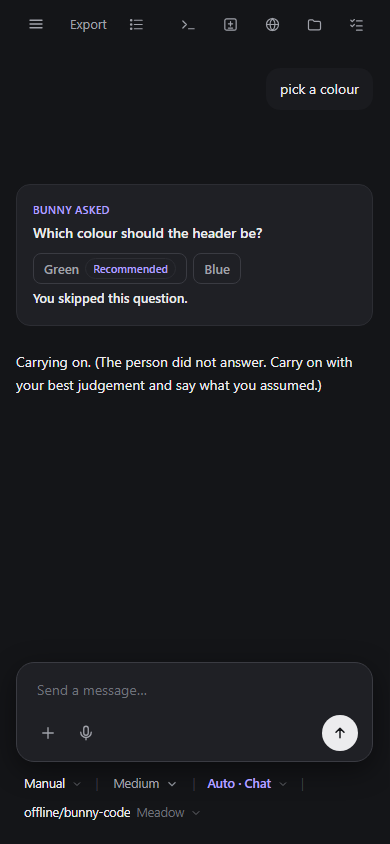 Export
pick a colour
BUNNY ASKED
Which colour should the header be?
Green Recommended Blue
You skipped this question.
Carrying on. (The person did not answer. Carry on with
your best judgement and say what you assumed.)
Send a message...
Manual Medium Auto · Chat
offline/bunny-code Meadow